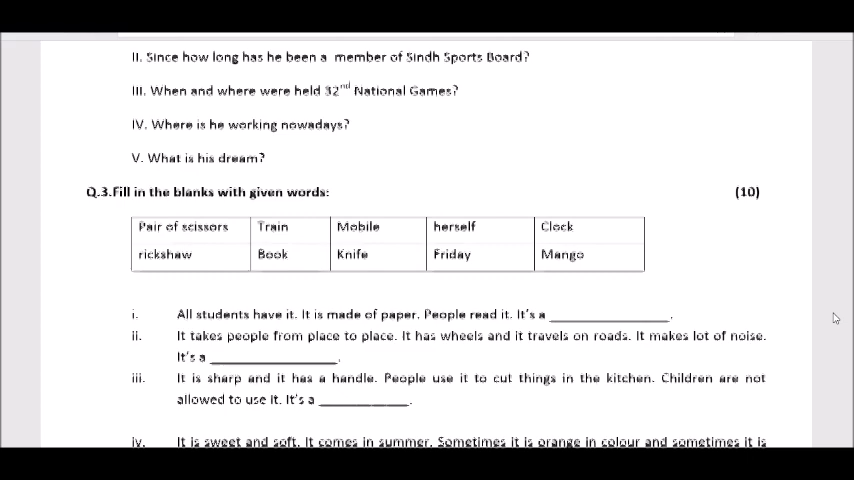 II. Since how long has he been a member of Sindh Sports Board?
III. When and where were held 32nd National Games?
IV. Where is he working nowadays?
V. What is his dream?
Q.3.Fill in the blanks with given words: (10)
Pair of scissors Train Mobile herself Clock
rickshaw Book Knife Friday Mango
i. All students have it. It is made of paper. People read it. It's a ________________.
ii. It takes people from place to place. It has wheels and it travels on roads. It makes lot of noise.
It's a ________________.
iii. It is sharp and it has a handle. People use it to cut things in the kitchen. Children are not
allowed to use it. It's a ____________.
iv. It is sweet and soft. It comes in summer. Sometimes it is orange in colour and sometimes it is